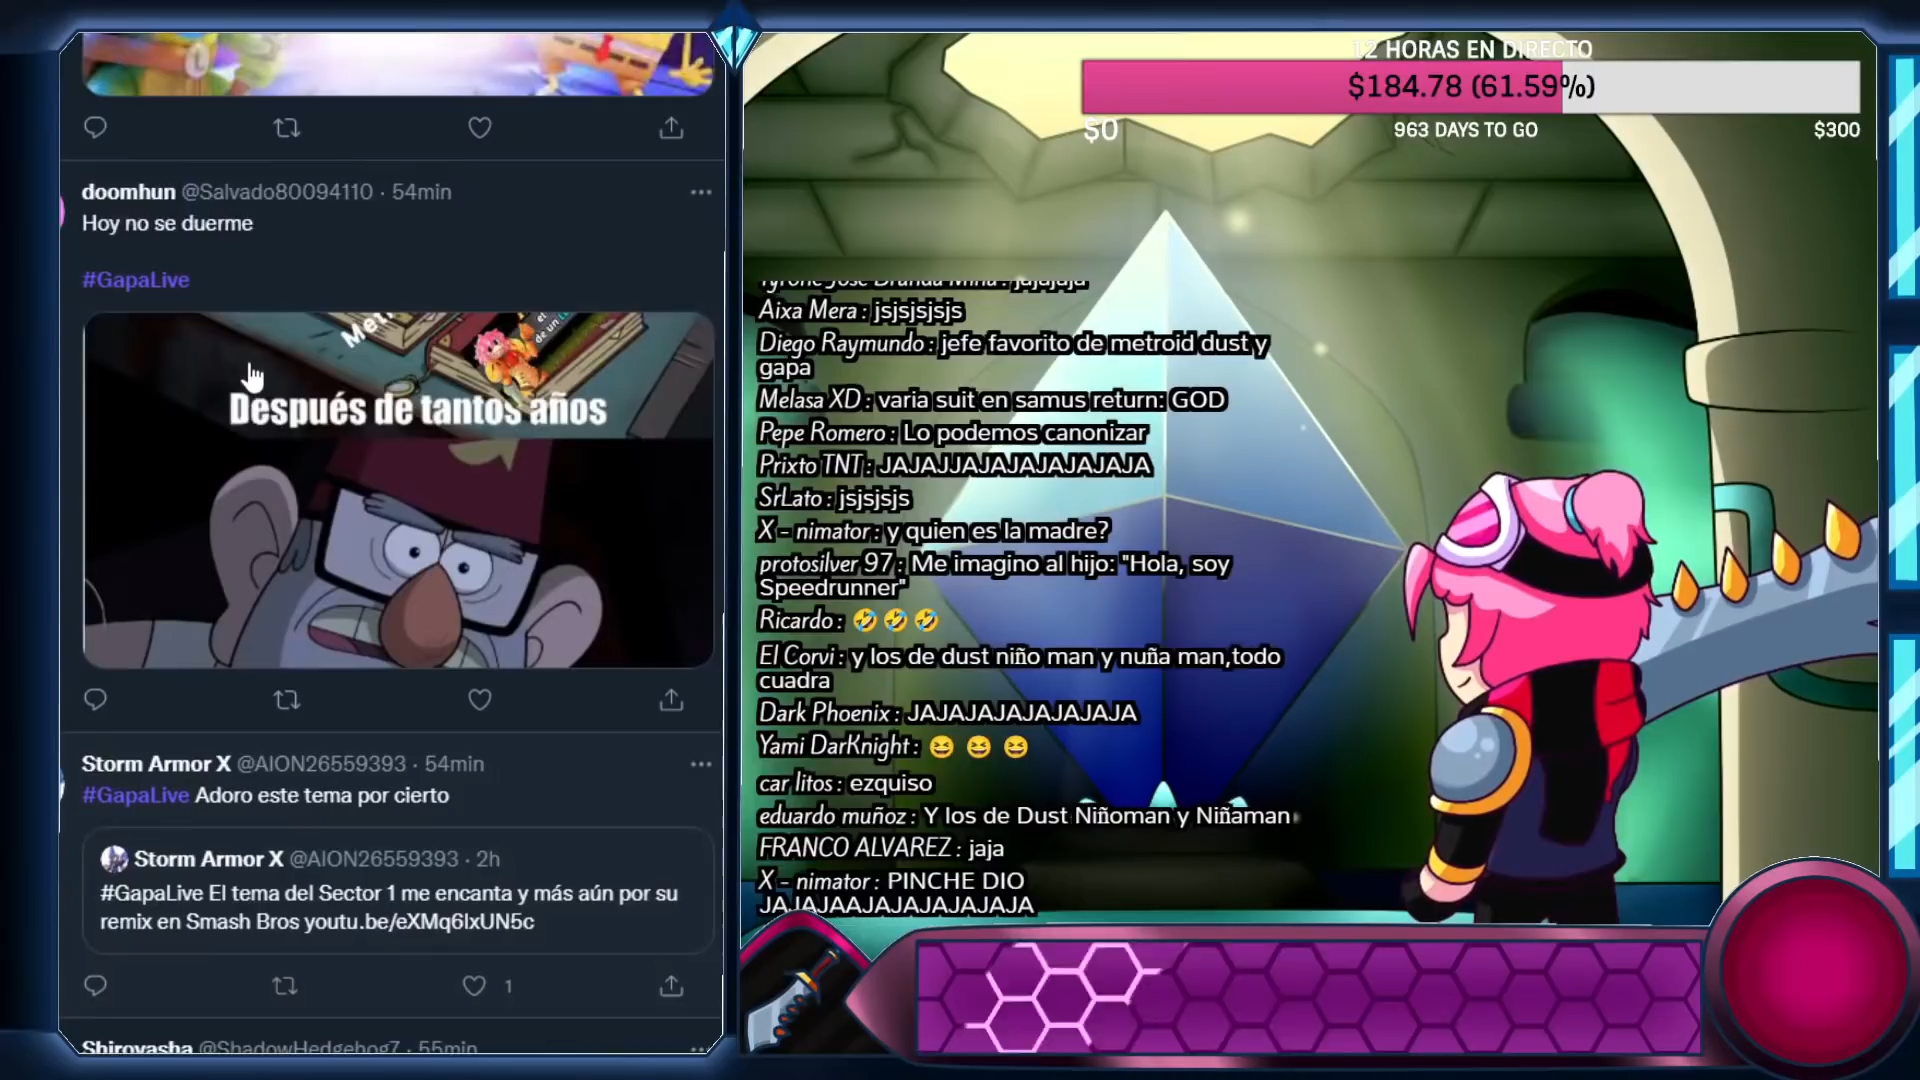 doomhun @Salvado80094110 · 54min
Hoy no se duerme
#GapaLive
el
de un
Después de tantos años
Storm Armor X @AION26559393 · 54min
#GapaLive Adoro este tema por cierto
Storm Armor X @AION26559393 · 2h
#GapaLive El tema del Sector 1 me encanta y más aún por su
remix en Smash Bros youtu.be/eXMq6lxUN5c
1
Shiroyasha @ShadowHedgehog7 · 55min
12 HORAS EN DIRECTO
$184.78 (61.59%)
$0 963 DAYS TO GO $300
Aixa Mera : jsjsjsjsjs
Diego Raymundo : jefe favorito de metroid dust y
gapa
Melasa XD : varia suit en samus return: GOD
Pepe Romero : Lo podemos canonizar
Prixto TNT : JAJAJJAJAJAJAJAJAJA
SrLato : jsjsjsjs
X - nimator : y quien es la madre?
protosilver 97 : Me imagino al hijo: "Hola, soy
Speedrunner"
Ricardo : 🤣 🤣 🤣
El Corvi : y los de dust niño man y nuña man,todo
cuadra
Dark Phoenix : JAJAJAJAJAJAJAJA
Yami DarKnight : 😆 😆 😆
car litos : ezquiso
eduardo muñoz : Y los de Dust Niñoman y Niñaman
FRANCO ALVAREZ : jaja
X - nimator : PINCHE DIO
JAJAJAAJAJAJAJAJAJA